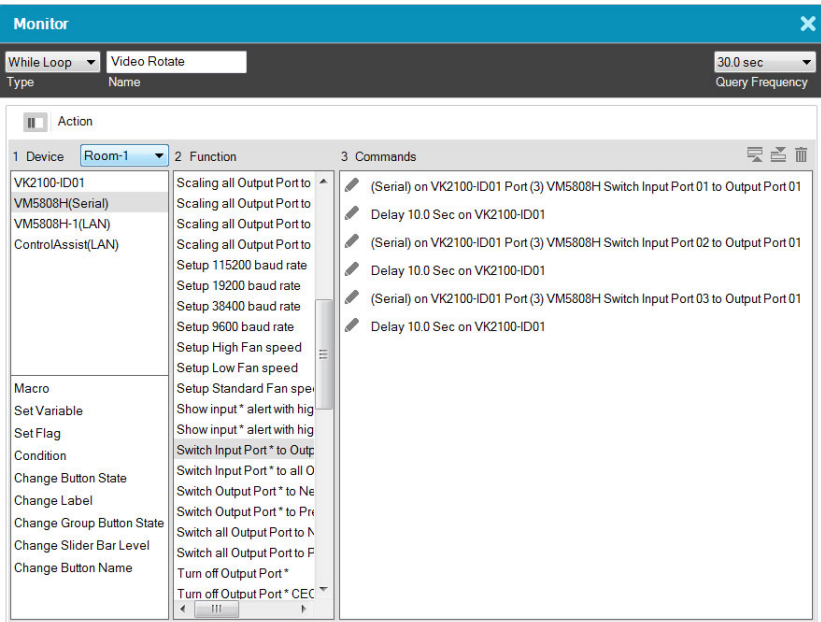 Monitor
While Loop Video Rotate 30.0 sec
Type Name Query Frequency
Action
1 Device Room-1 2 Function 3 Commands
VK2100-ID01
VM5808H(Serial)
VM5808H-1(LAN)
ControlAssist(LAN)
Macro
Set Variable
Set Flag
Condition
Change Button State
Change Label
Change Group Button State
Change Slider Bar Level
Change Button Name
Scaling all Output Port to
Scaling all Output Port to
Scaling all Output Port to
Scaling all Output Port to
Setup 115200 baud rate
Setup 19200 baud rate
Setup 38400 baud rate
Setup 9600 baud rate
Setup High Fan speed
Setup Low Fan speed
Setup Standard Fan spe
Show input * alert with hig
Show input * alert with hig
Switch Input Port * to Outp
Switch Input Port * to all O
Switch Output Port * to Ne
Switch Output Port * to Pre
Switch all Output Port to N
Switch all Output Port to P
Turn off Output Port *
Turn off Output Port * CEC
(Serial) on VK2100-ID01 Port (3) VM5808H Switch Input Port 01 to Output Port 01
Delay 10.0 Sec on VK2100-ID01
(Serial) on VK2100-ID01 Port (3) VM5808H Switch Input Port 02 to Output Port 01
Delay 10.0 Sec on VK2100-ID01
(Serial) on VK2100-ID01 Port (3) VM5808H Switch Input Port 03 to Output Port 01
Delay 10.0 Sec on VK2100-ID01